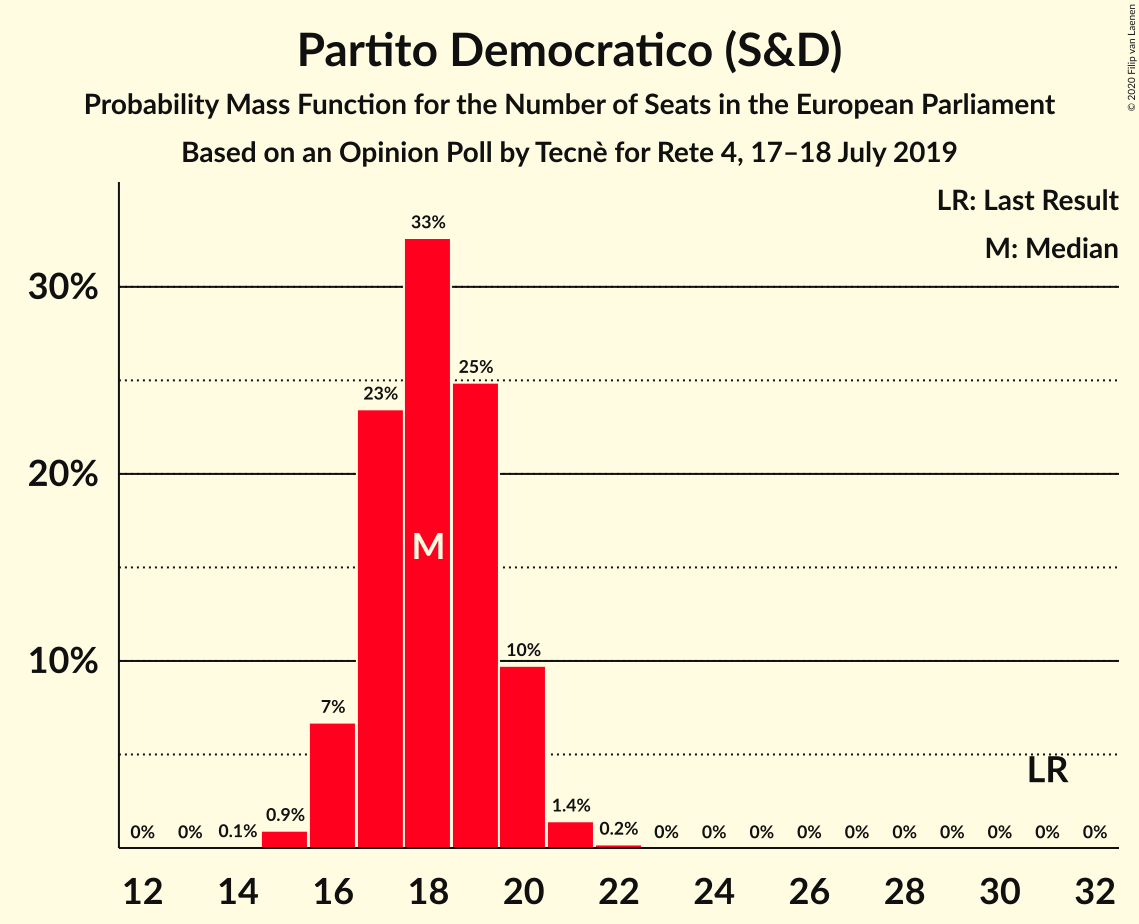 Partito Democratico (S&D)
Probability Mass Function for the Number of Seats in the European Parliament
Based on an Opinion Poll by Tecnè for Rete 4, 17–18 July 2019
© 2020 Filip van Laenen
LR: Last Result
M: Median
30%
20%
10%
0% 0% 0.1% 0.9% 7% 23% 33% 25% 10% 1.4% 0.2% 0% 0% 0% 0% 0% 0% 0% 0% 0% 0%
M
LR
12 14 16 18 20 22 24 26 28 30 32